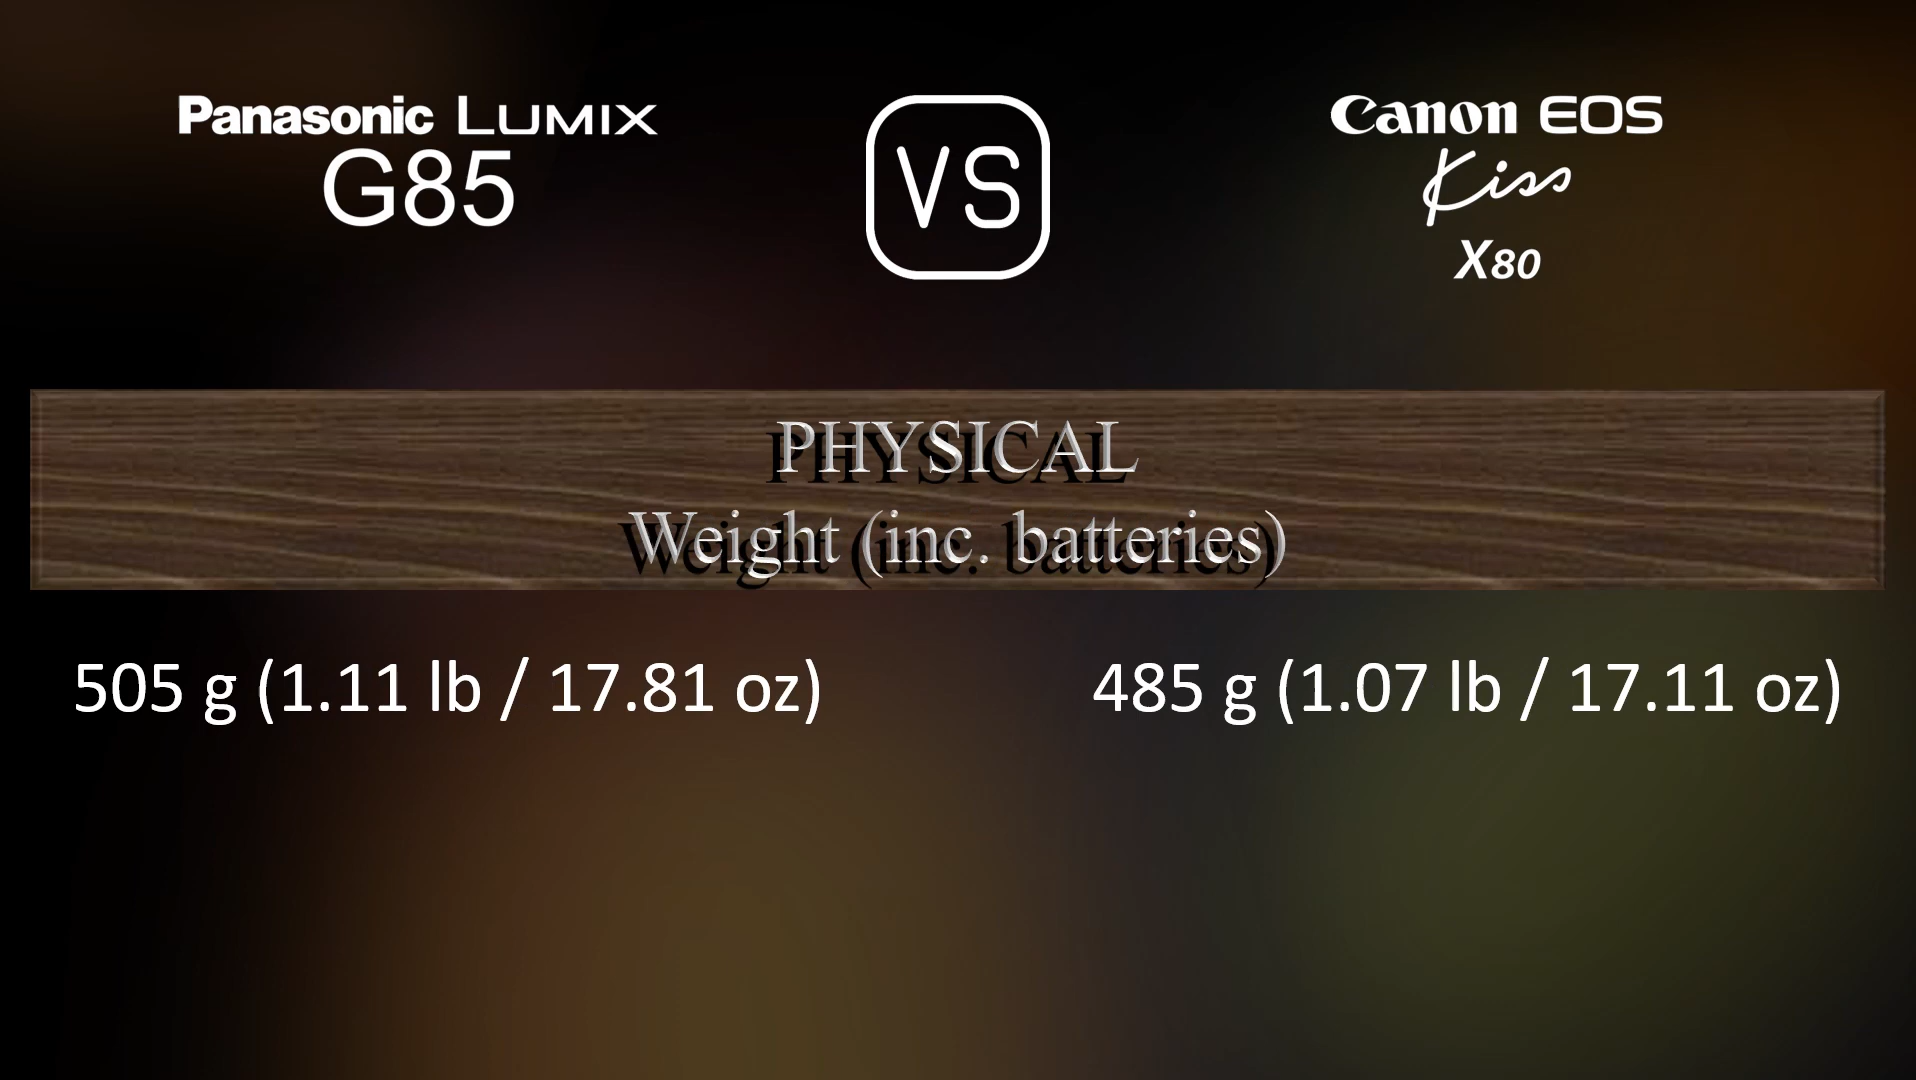 Panasonic LUMIX
G85
VS
Canon EOS
Kiss
X80
PHYSICAL
Weight (inc. batteries)
505 g (1.11 lb / 17.81 oz)
485 g (1.07 lb / 17.11 oz)